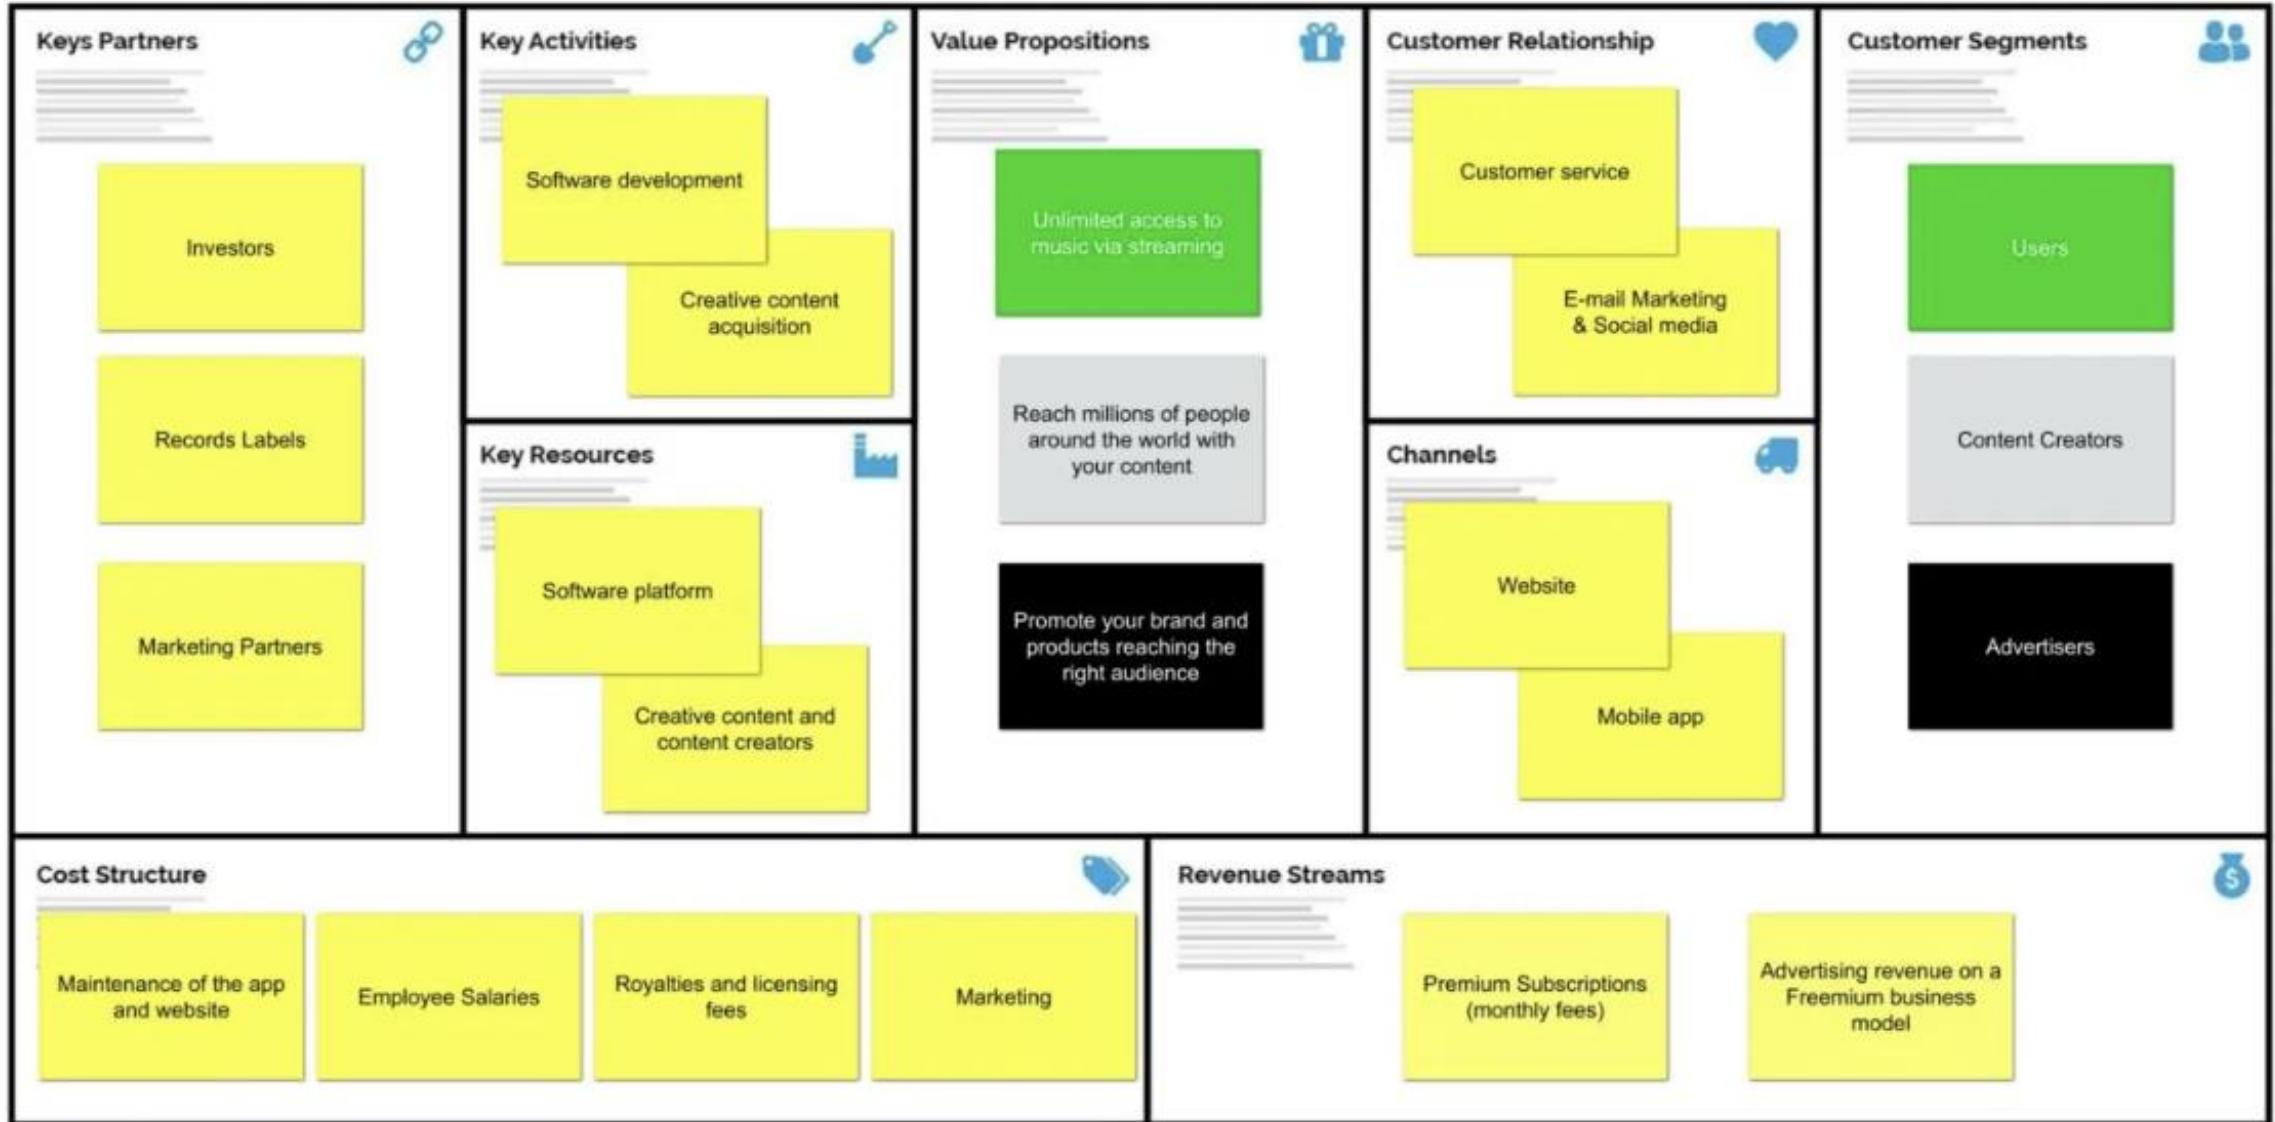 Keys Partners
Investors
Records Labels
Marketing Partners
Key Activities
Software development
Creative content
acquisition
Key Resources
Software platform
Creative content and
content creators
Value Propositions
Unlimited access to
music via streaming
Reach millions of people
around the world with
your content
Promote your brand and
products reaching the
right audience
Customer Relationship
Customer service
E-mail Marketing
& Social media
Channels
Website
Mobile app
Customer Segments
Users
Content Creators
Advertisers
Cost Structure
Maintenance of the app
and website
Employee Salaries
Royalties and licensing
fees
Marketing
Revenue Streams
$
Premium Subscriptions
(monthly fees)
Advertising revenue on a
Freemium business
model